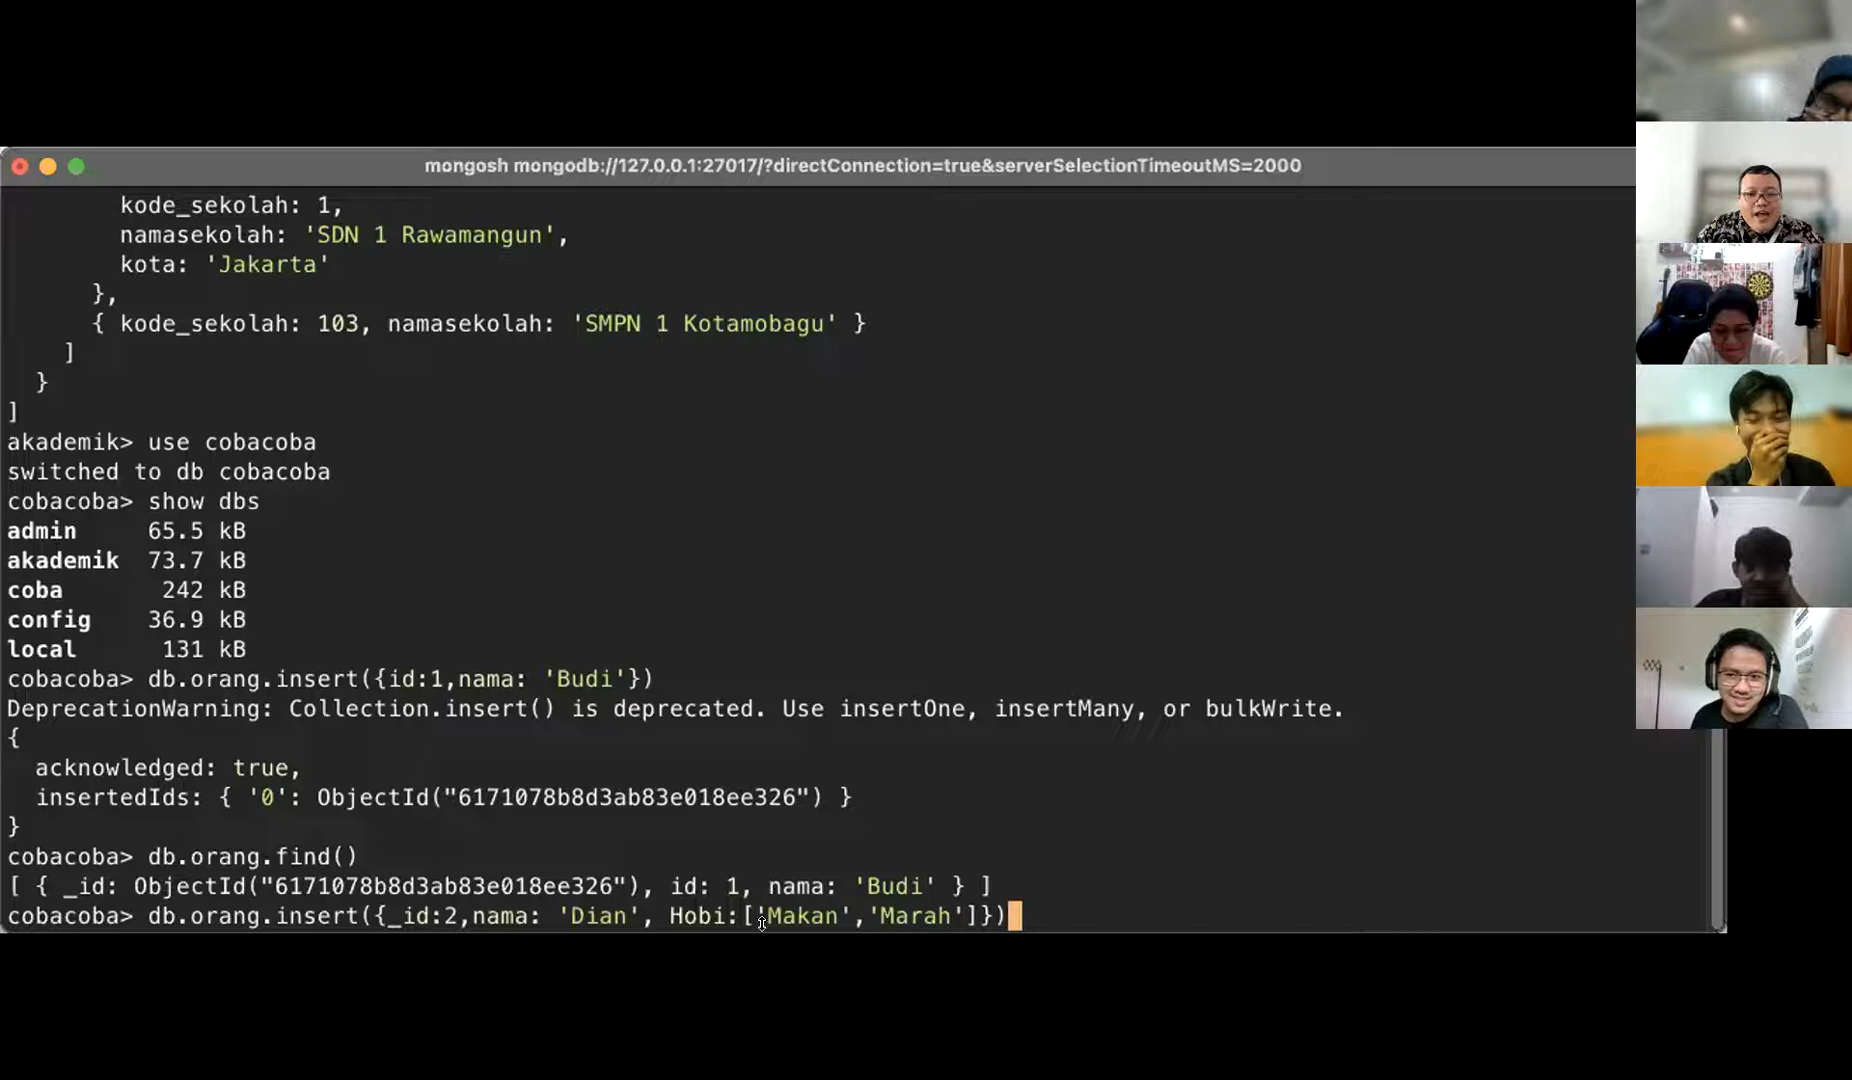 mongosh mongodb://127.0.0.1:27017/?directConnection=true&serverSelectionTimeoutMS=2000
kode_sekolah: 1,
namasekolah: 'SDN 1 Rawamangun',
kota: 'Jakarta'
},
{ kode_sekolah: 103, namasekolah: 'SMPN 1 Kotamobagu' }
]
}
]
akademik> use cobacoba
switched to db cobacoba
cobacoba> show dbs
admin 65.5 kB
akademik 73.7 kB
coba 242 kB
config 36.9 kB
local 131 kB
cobacoba> db.orang.insert({id:1,nama: 'Budi'})
DeprecationWarning: Collection.insert() is deprecated. Use insertOne, insertMany, or bulkWrite.
{
acknowledged: true,
insertedIds: { '0': ObjectId("6171078b8d3ab83e018ee326") }
}
cobacoba> db.orang.find()
[ { _id: ObjectId("6171078b8d3ab83e018ee326"), id: 1, nama: 'Budi' } ]
cobacoba> db.orang.insert({_id:2,nama: 'Dian', Hobi:['Makan','Marah']})